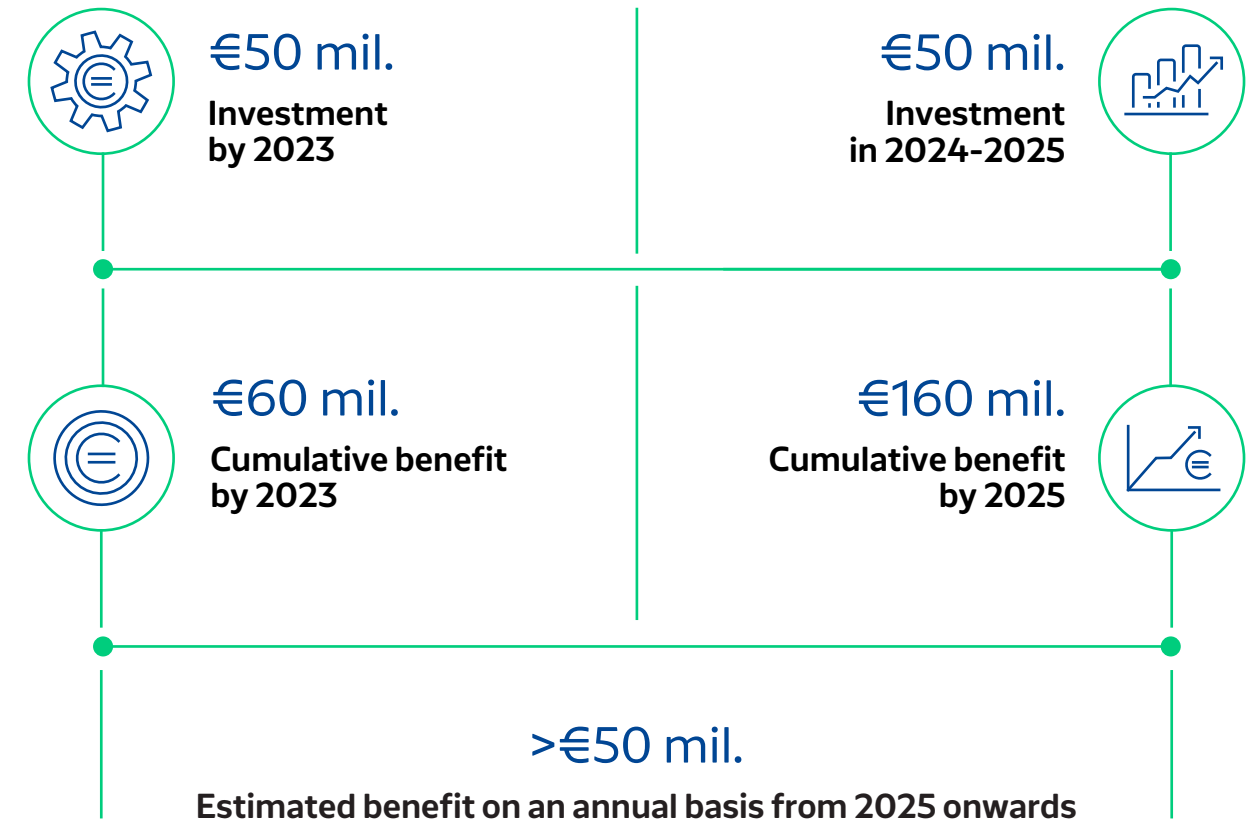 €50 mil.
Investment
by 2023
€50 mil.
Investment
in 2024-2025
€60 mil.
Cumulative benefit
by 2023
€160 mil.
Cumulative benefit
by 2025
>€50 mil.
Estimated benefit on an annual basis from 2025 onwards